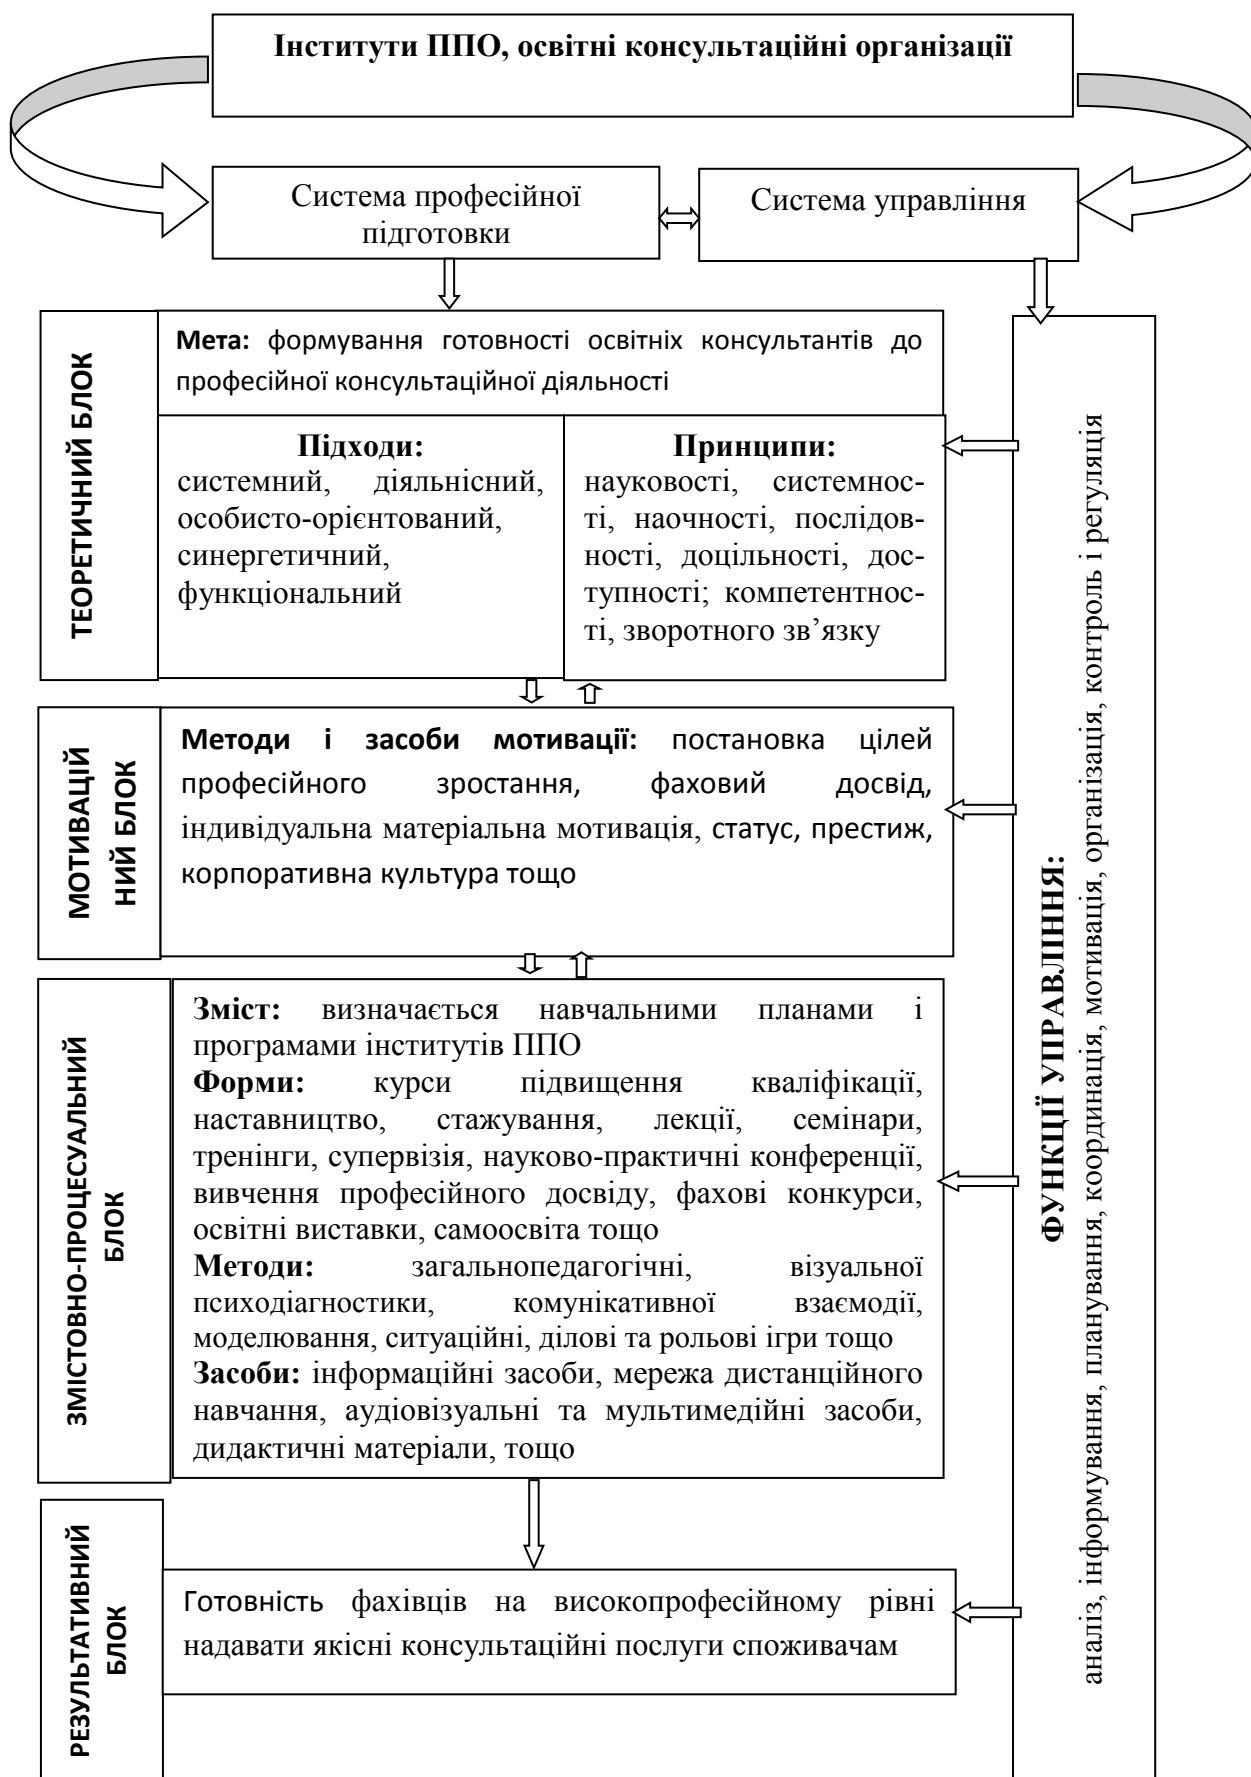 Інститути ППО, освітні консультаційні організації
Система професійної
підготовки
Система управління
ТЕОРЕТИЧНИЙ БЛОК
Мета: формування готовності освітніх консультантів до
професійної консультаційної діяльності
Підходи:
системний, діяльнісний,
особисто-орієнтований,
синергетичний,
функціональний
Принципи:
науковості, системнос-
ті, наочності, послідов-
ності, доцільності, дос-
тупності; компетентнос-
ті, зворотного зв’язку
МОТИВАЦІЙ
НИЙ БЛОК
Методи і засоби мотивації: постановка цілей
професійного зростання, фаховий досвід,
індивідуальна матеріальна мотивація, статус, престиж,
корпоративна культура тощо
ЗМІСТОВНО-ПРОЦЕСУАЛЬНИЙ
БЛОК
Зміст: визначається навчальними планами і
програмами інститутів ППО
Форми: курси підвищення кваліфікації,
наставництво, стажування, лекції, семінари,
тренінги, супервізія, науково-практичні конференції,
вивчення професійного досвіду, фахові конкурси,
освітні виставки, самоосвіта тощо
Методи: загальнопедагогічні, візуальної
психодіагностики, комунікативної взаємодії,
моделювання, ситуаційні, ділові та рольові ігри тощо
Засоби: інформаційні засоби, мережа дистанційного
навчання, аудіовізуальні та мультимедійні засоби,
дидактичні матеріали, тощо
РЕЗУЛЬТАТИВНИЙ
БЛОК
Готовність фахівців на високопрофесійному рівні
надавати якісні консультаційні послуги споживачам
ФУНКЦІЇ УПРАВЛІННЯ:
аналіз, інформування, планування, координація, мотивація, організація, контроль і регуляція